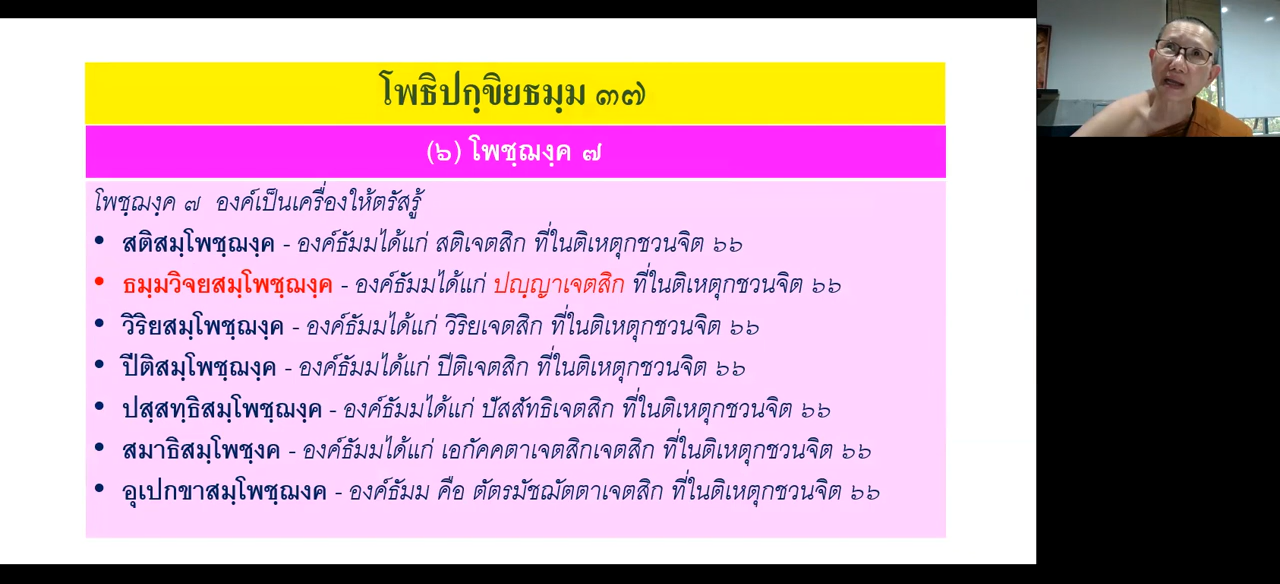 โพธิปกฺขิยธมฺม ๓๗
(๖) โพชฺฌงฺค ๗
โพชฺฌงฺค ๗ องค์เป็นเครื่องให้ตรัสรู้
• สติสมฺโพชฺฌงฺค - องค์ธัมมได้แก่ สติเจตสิก ที่ในติเหตุกชวนจิต ๖๖
• ธมฺมวิจยสมฺโพชฺฌงฺค - องค์ธัมมได้แก่ ปญฺญาเจตสิก ที่ในติเหตุกชวนจิต ๖๖
• วิริยสมฺโพชฺฌงฺค - องค์ธัมมได้แก่ วิริยเจตสิก ที่ในติเหตุกชวนจิต ๖๖
• ปีติสมฺโพชฺฌงฺค - องค์ธัมมได้แก่ ปีติเจตสิก ที่ในติเหตุกชวนจิต ๖๖
• ปสฺสทฺธิสมฺโพชฺฌงฺค - องค์ธัมมได้แก่ ปัสสัทธิเจตสิก ที่ในติเหตุกชวนจิต ๖๖
• สมาธิสมฺโพชฺงค - องค์ธัมมได้แก่ เอกัคคตาเจตสิกเจตสิก ที่ในติเหตุกชวนจิต ๖๖
• อุเปกขาสมฺโพชฺฌงค - องค์ธัมม คือ ตัตรมัชฌัตตาเจตสิก ที่ในติเหตุกชวนจิต ๖๖